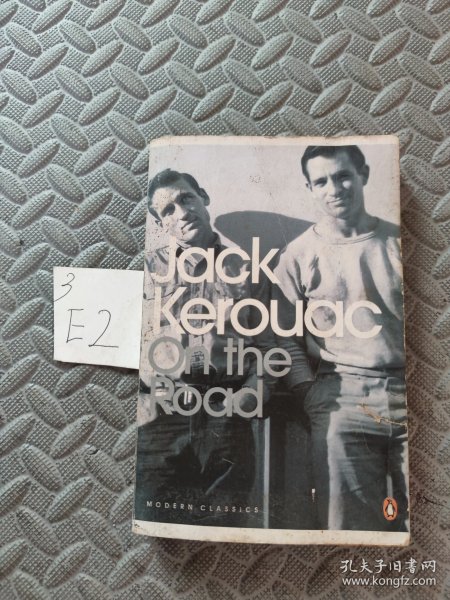 Jack
Kerouac
On the
Road
3
E2
MODERN CLASSICS
孔夫子旧书网
www.kongfz.com